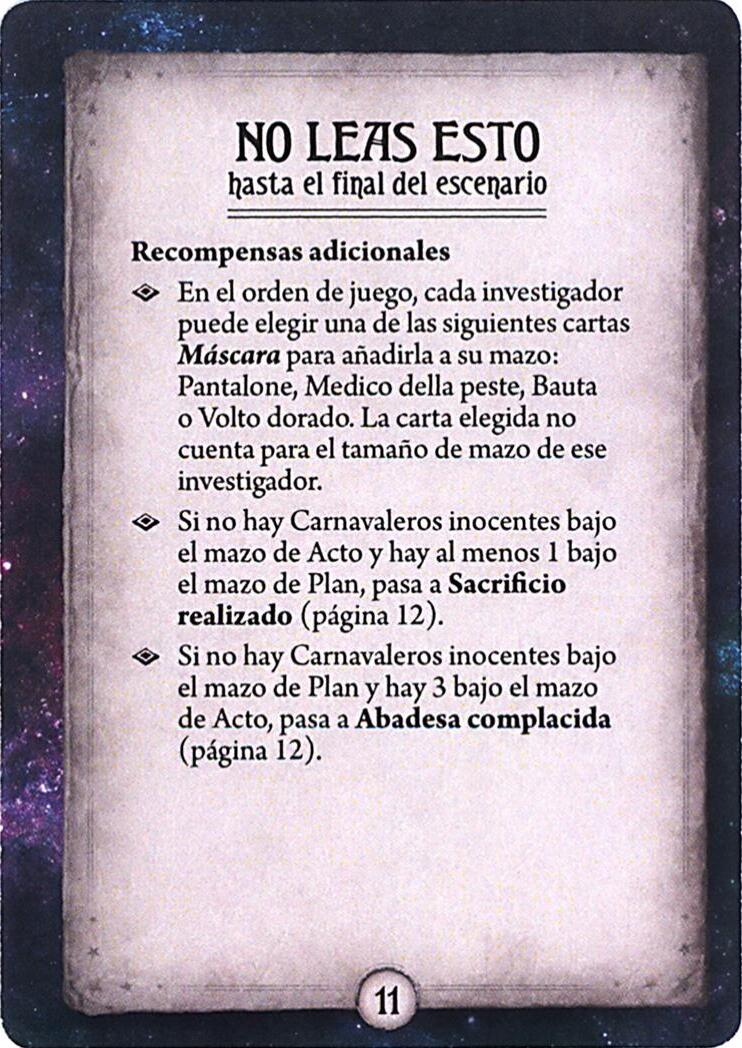 NO LEAS ESTO
hasta el final del escenario
Recompensas adicionales
En el orden de juego, cada investigador
puede elegir una de las siguientes cartas
Máscara para añadirla a su mazo:
Pantalone, Medico della peste, Bauta
o Volto dorado. La carta elegida no
cuenta para el tamaño de mazo de ese
investigador.
Si no hay Carnavaleros inocentes bajo
el mazo de Acto y hay al menos 1 bajo
el mazo de Plan, pasa a Sacrificio
realizado (página 12).
Si no hay Carnavaleros inocentes bajo
el mazo de Plan y hay 3 bajo el mazo
de Acto, pasa a Abadesa complacida
(página 12).
11